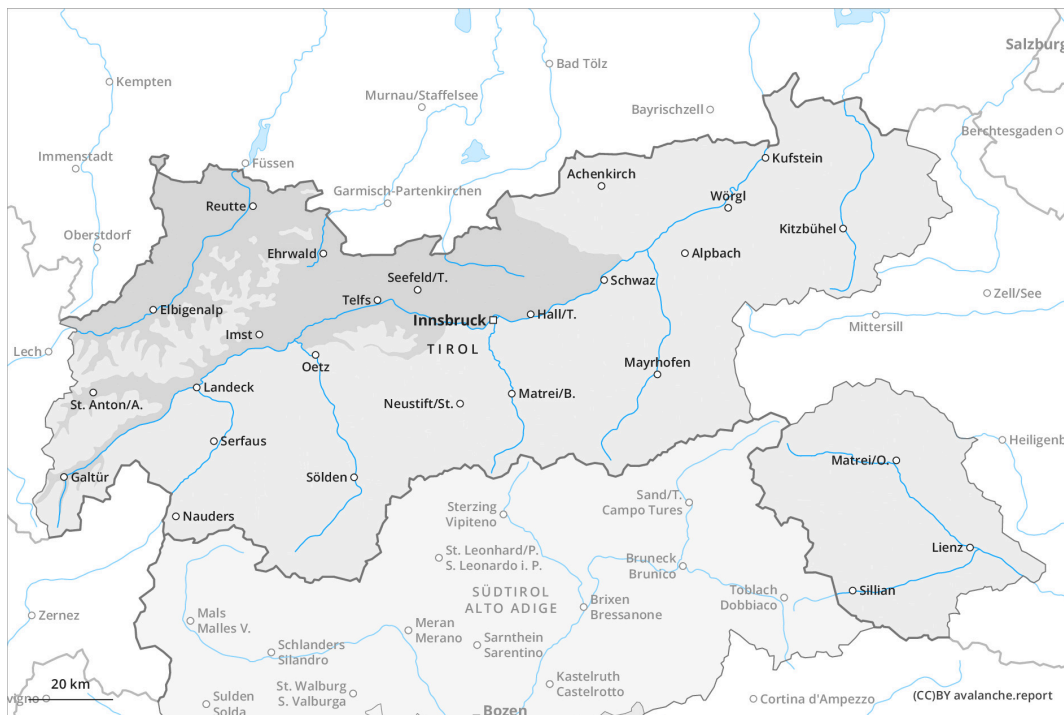 Salzburg
Bad Tölz
Kempten
Murnau/Staffelsee
Bayrischzell
Berchtesgaden
Immenstadt
Füssen
Kufstein
Achenkirch
Garmisch-Partenkirchen
Wörgl
Reutte
Oberstdorf
Kitzbühel
Ehrwald
Alpbach
Seefeld/T.
Schwaz
Zell/See
Telfs
Elbigenalp
Hall/T.
Innsbruck
Mittersill
Imst
TIROL
Lech
Oetz
Mayrhofen
Landeck
Matrei/B.
St. Anton/A.
Neustift/St.
Serfaus
Heiligenb
Matrei/O.
Galtür
Sölden
Sand/T.
Campo Tures
Sterzing
Vipiteno
Nauders
Lienz
St. Leonhard/P.
S. Leonardo i. P.
Bruneck
Brunico
SÜDTIROL
ALTO ADIGE
Sillian
Toblach
Dobbiaco
Brixen
Bressanone
Zernez
Mals
Malles V.
Meran
Merano
Schlanders
Silandro
Sarnthein
Sarentino
20 km
Kastelruth
Castelrotto
St. Walburg
S. Valburga
vigno
Sulden
Solda
Cortina d'Ampezzo
(CC)BY avalanche.report
Bozen